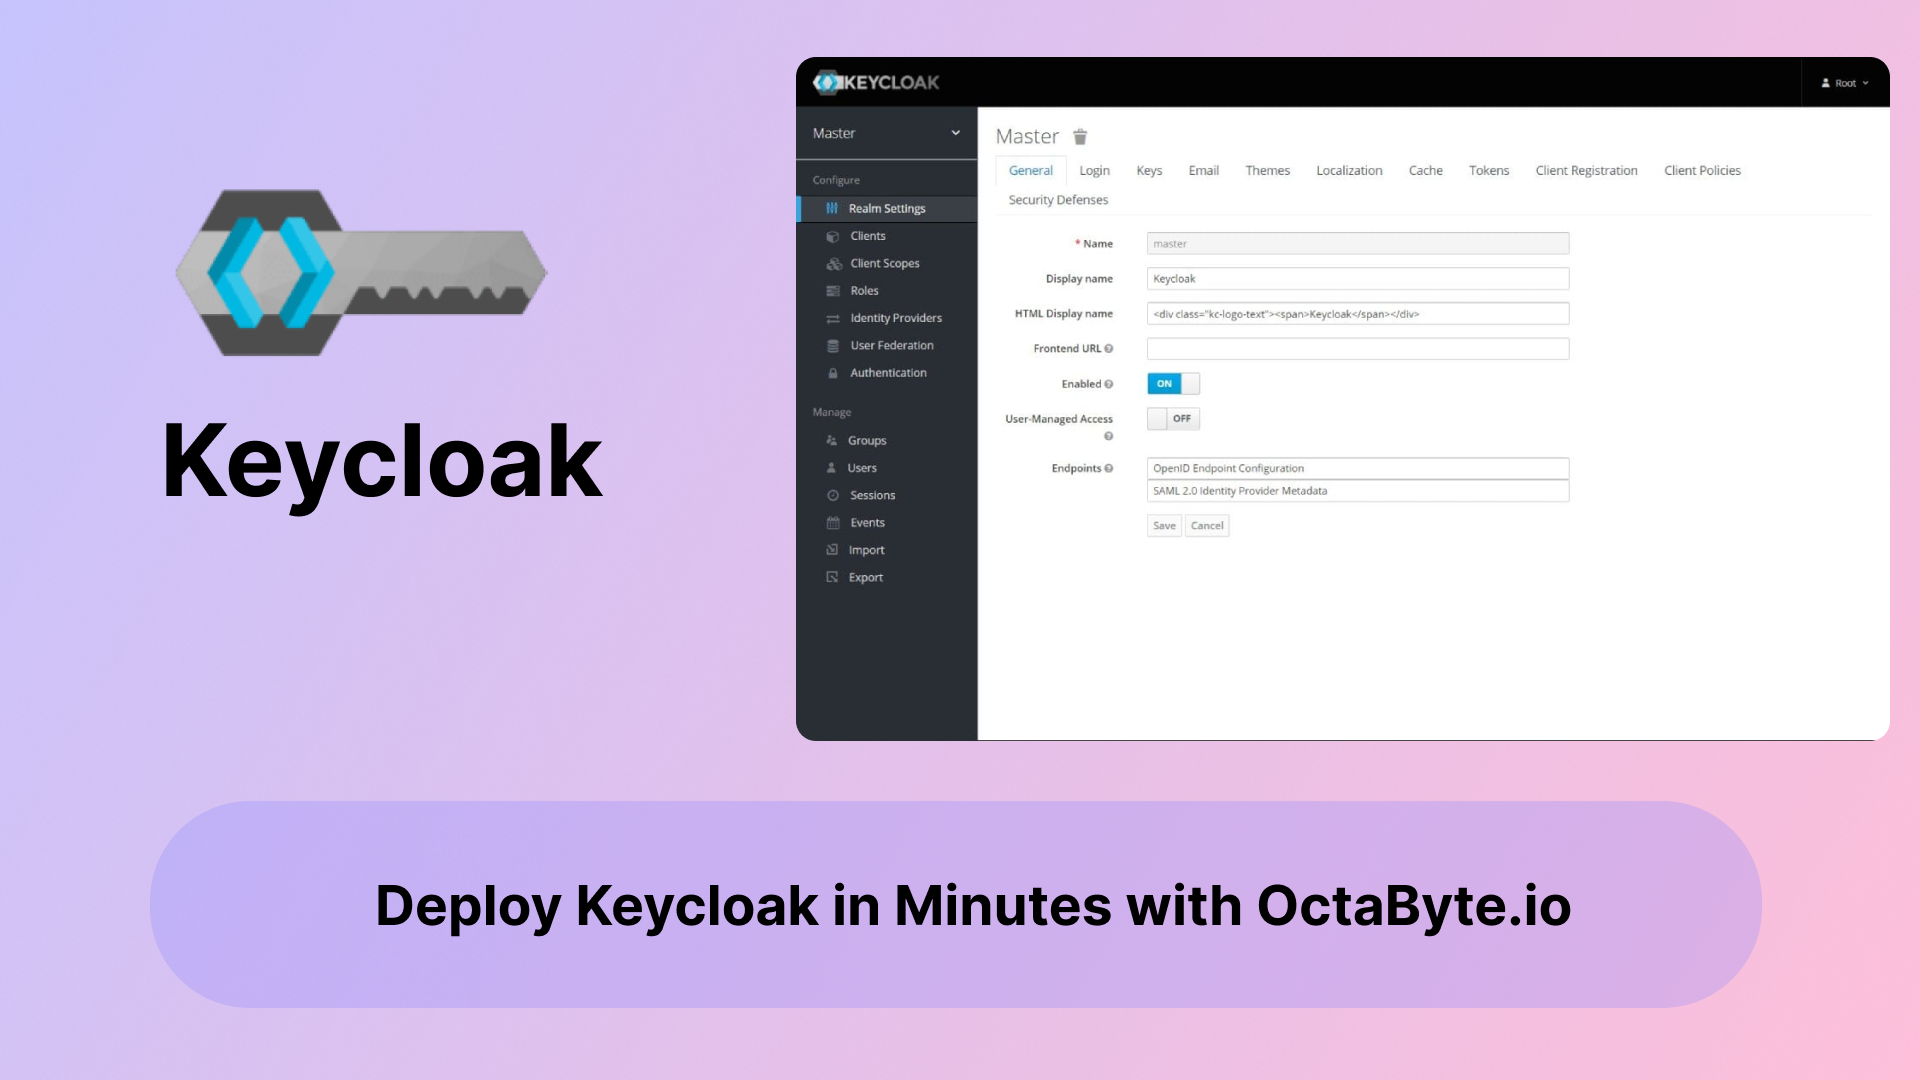 Keycloak
KEYCLOAK
Root
Master
Configure
Realm Settings
Clients
Client Scopes
Roles
Identity Providers
User Federation
Authentication
Manage
Groups
Users
Sessions
Events
Import
Export
Master
General Login Keys Email Themes Localization Cache Tokens Client Registration Client Policies
Security Defenses
* Name master
Display name Keycloak
HTML Display name <div class="kc-logo-text"><span>Keycloak</span></div>
Frontend URL
Enabled ON
User-Managed Access OFF
Endpoints OpenID Endpoint Configuration
SAML 2.0 Identity Provider Metadata
Save Cancel
Deploy Keycloak in Minutes with OctaByte.io